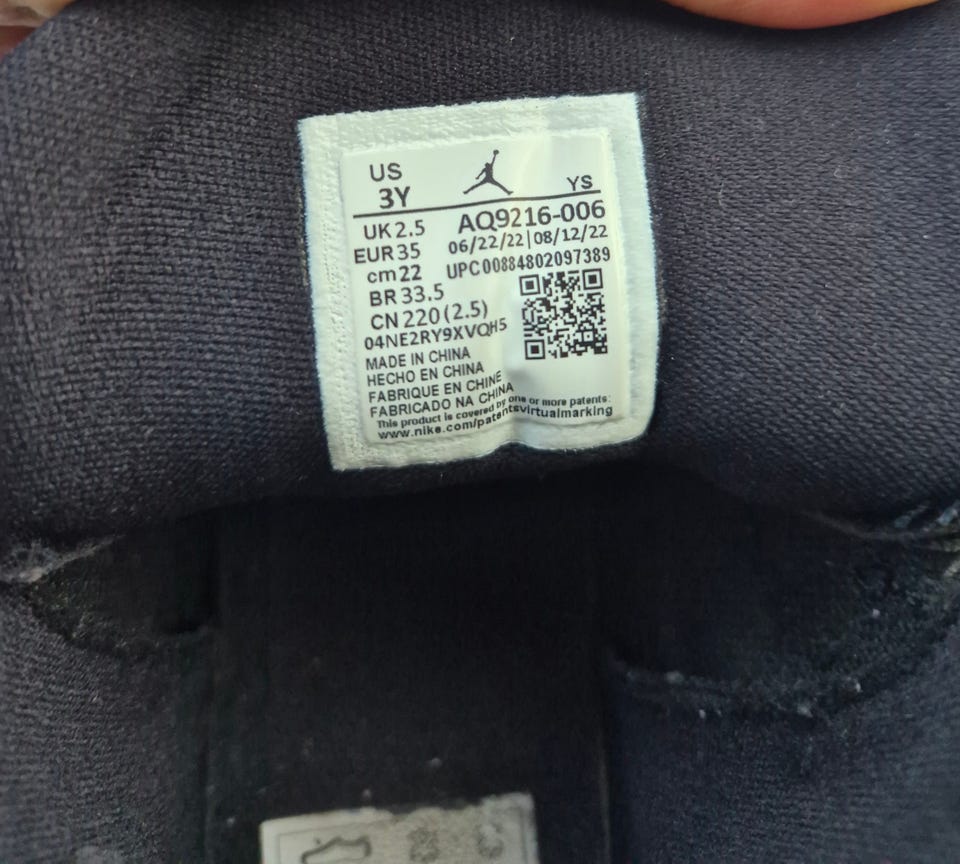 US
3Y
YS
UK 2.5
AQ9216-006
EUR 35
06/22/22|08/12/22
cm 22
UPC00884802097389
BR 33.5
CN 220 (2.5)
04NE2RY9XVQH5
MADE IN CHINA
HECHO EN CHINA
FABRIQUE EN CHINE
FABRICADO NA CHINA
This product is covered by one or more patents:
www.nike.com/patentsvirtualmarking